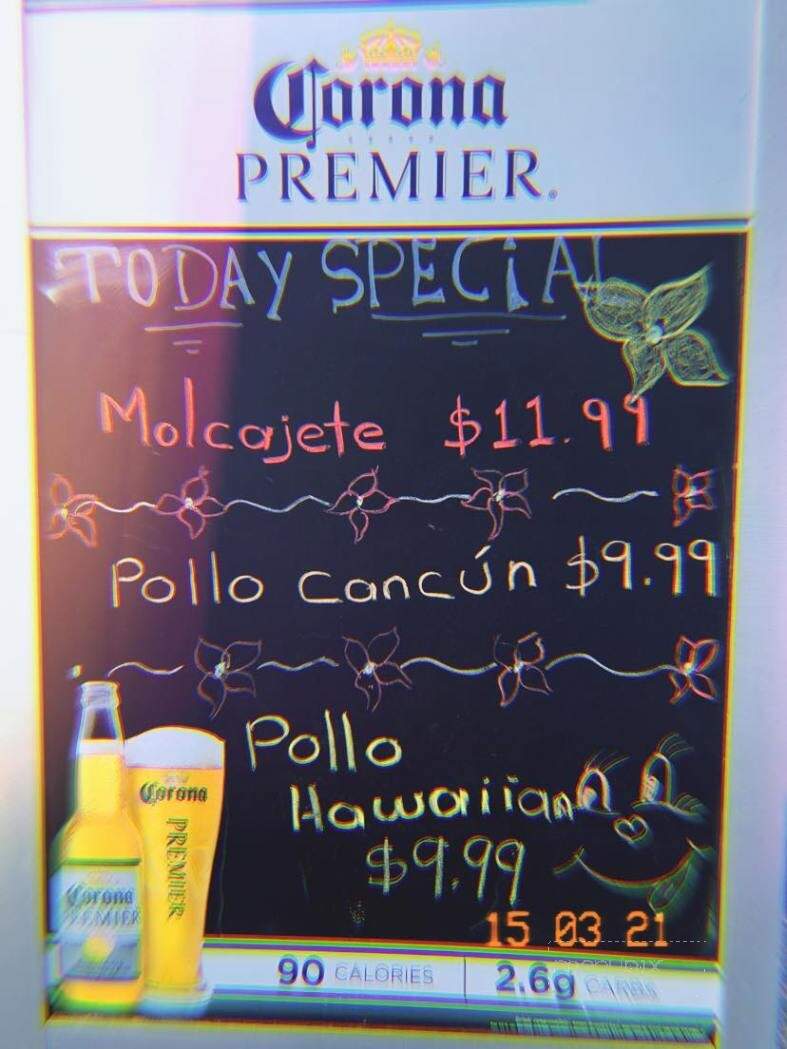 Corona
PREMIER.
TODAY SPECiAL
Molcajete $11.99
Pollo Cancún $9.99
Pollo
Hawaiian
$9.99
Corona
PREMIER
Corona
PREMIER
15 03 21
90 CALORIES 2.6g CARBS